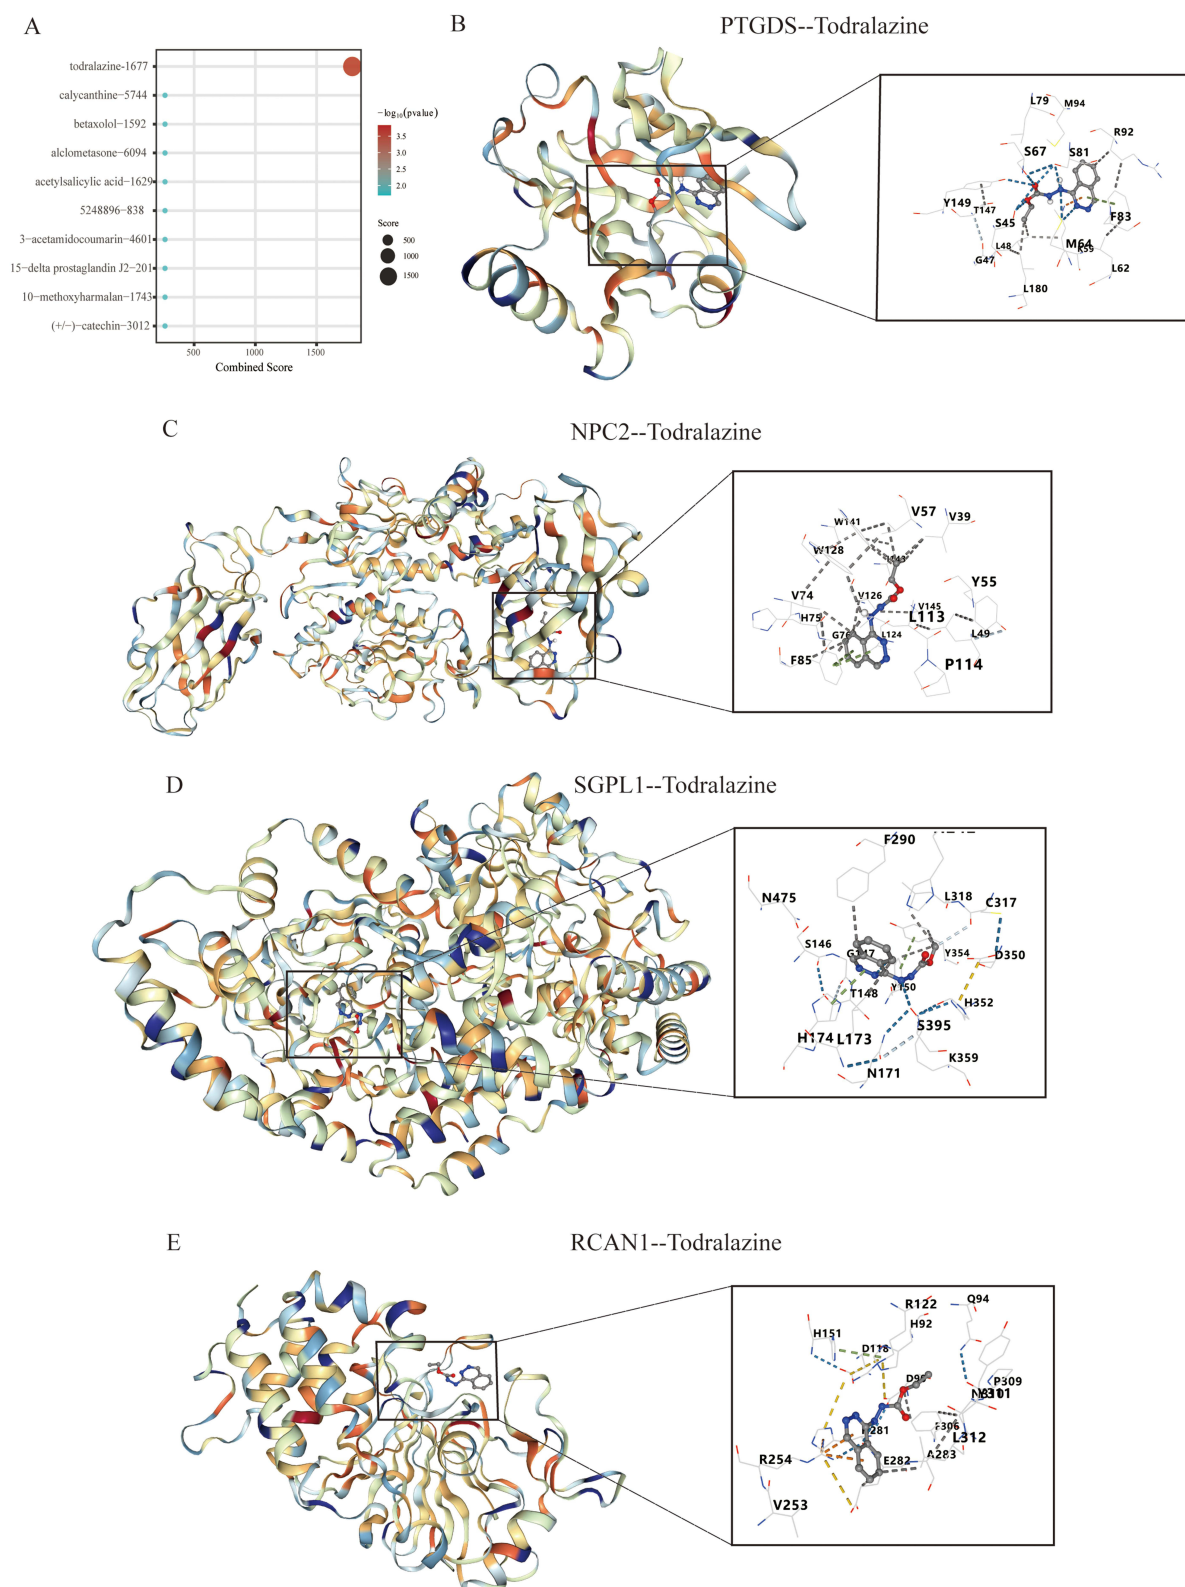 A
todralazine-1677
calycanthine-5744
betaxolol-1592
alclometasone-6094
acetylsalicylic acid-1629
5248896-838
3-acetamidocoumarin-4601
15-delta prostaglandin J2-201
10-methoxyharmalan-1743
(+/-)-catechin-3012
500
1000
1500
Combined Score
−log10(pvalue)
3.5
3.0
2.5
2.0
Score
500
1000
1500
B
PTGDS--Todralazine
L79
M94
S67
S81
R92
Y149
T147
S45
F83
M64
L48
G47
L62
L180
C
NPC2--Todralazine
V57
V39
W141
W128
V74
V126
V145
Y55
H75
L113
G76
L124
L49
F85
P114
D
SGPL1--Todralazine
F290
N475
L318
C317
S146
Y354
D350
T148
Y150
H352
H174
L173
S395
K359
N171
E
RCAN1--Todralazine
R122
Q94
H92
H151
D118
P309
L312
R254
E282
A283
V253